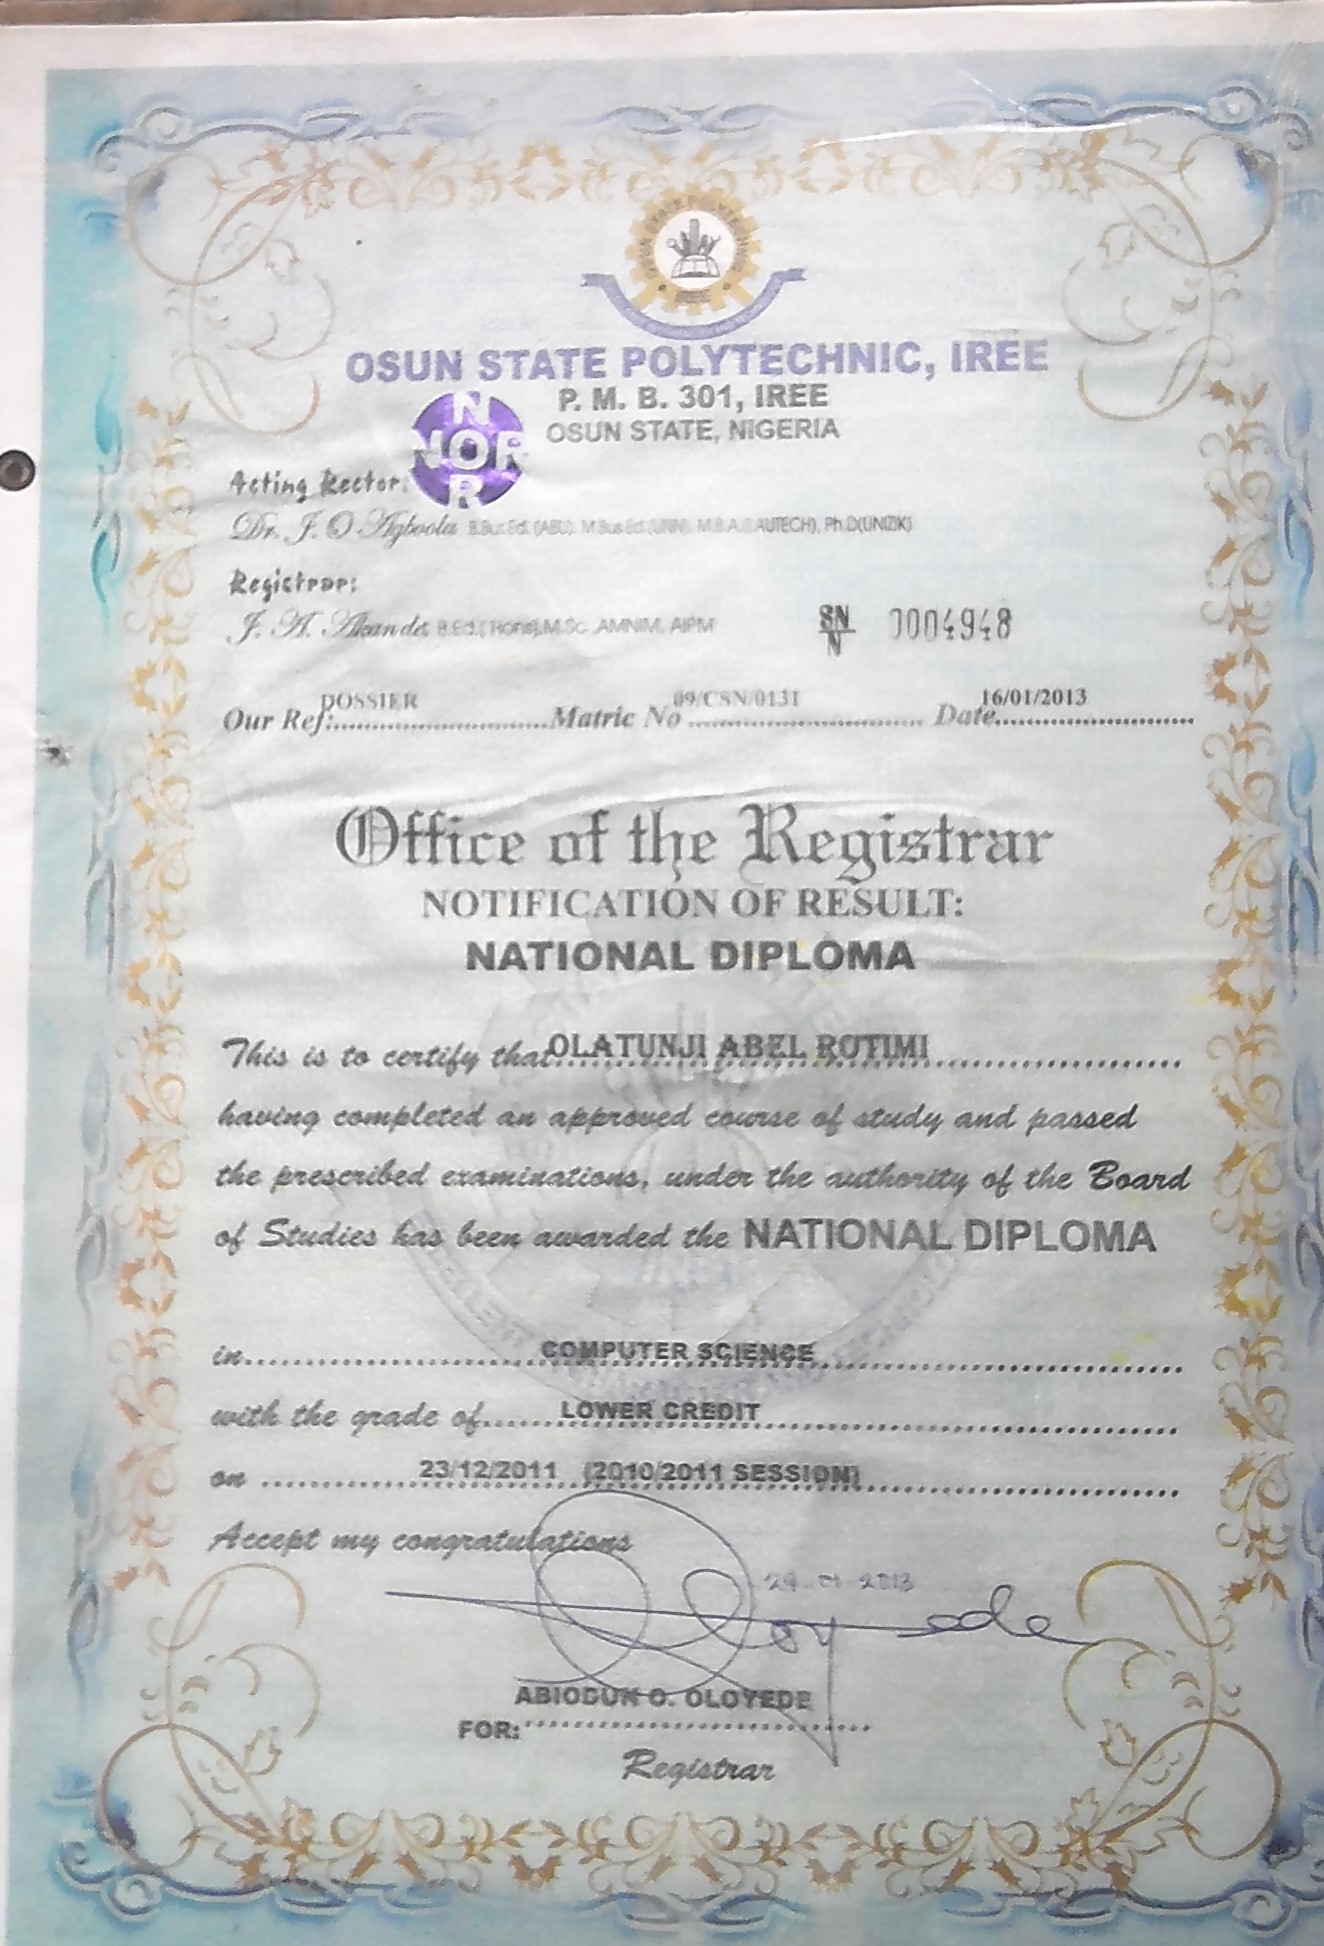 OSUN STATE POLYTECHNIC, IREE
P. M. B. 301, IREE
OSUN STATE, NIGERIA
N
NOR
R
Acting Rector:
Dr. J. O Agboola B.Bus.Ed. (ABU), M.Bus Ed.(UNN), M.B.A.(LAUTECH), Ph.D(UNIZIK)
Registrar:
J. A. Akande, B.Ed.( Hons),M.Sc. ,AMNIM, AIPM
SN/N 0004948
Our Ref:DOSSIER Matric No 09/CSN/0131 Date 16/01/2013
Office of the Registrar
NOTIFICATION OF RESULT:
NATIONAL DIPLOMA
This is to certify that OLATUNJI ABEL ROTIMI
having completed an approved course of study and passed
the prescribed examinations, under the authority of the Board
of Studies has been awarded the NATIONAL DIPLOMA
in COMPUTER SCIENCE
with the grade of LOWER CREDIT
on 23/12/2011 (2010/2011 SESSION)
Accept my congratulations
29-01-2013
ABIODUN O. OLOYEDE
FOR:
Registrar